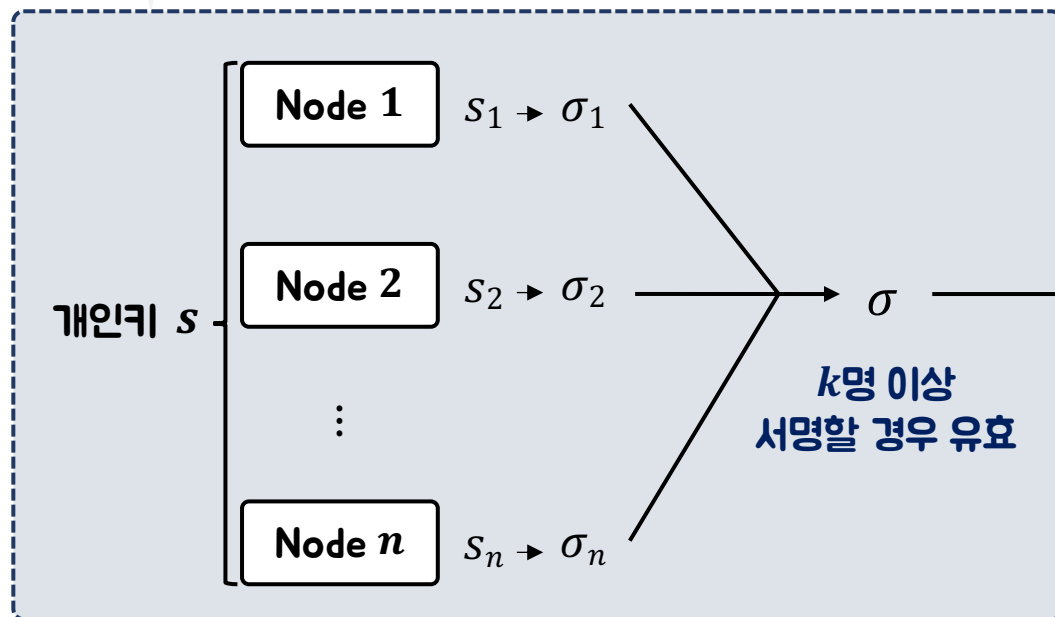 Node 1
s₁ → σ₁
Node 2
s₂ → σ₂
개인키 s
σ
⋮
k명 이상
서명할 경우 유효
Node n
sₙ → σₙ